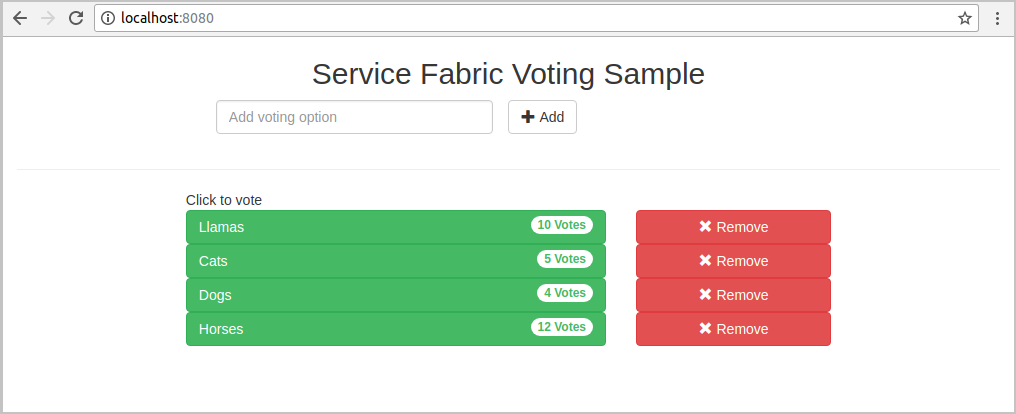 localhost:8080
Service Fabric Voting Sample
Add voting option
Add
Click to vote
Llamas 10 Votes Remove
Cats 5 Votes Remove
Dogs 4 Votes Remove
Horses 12 Votes Remove